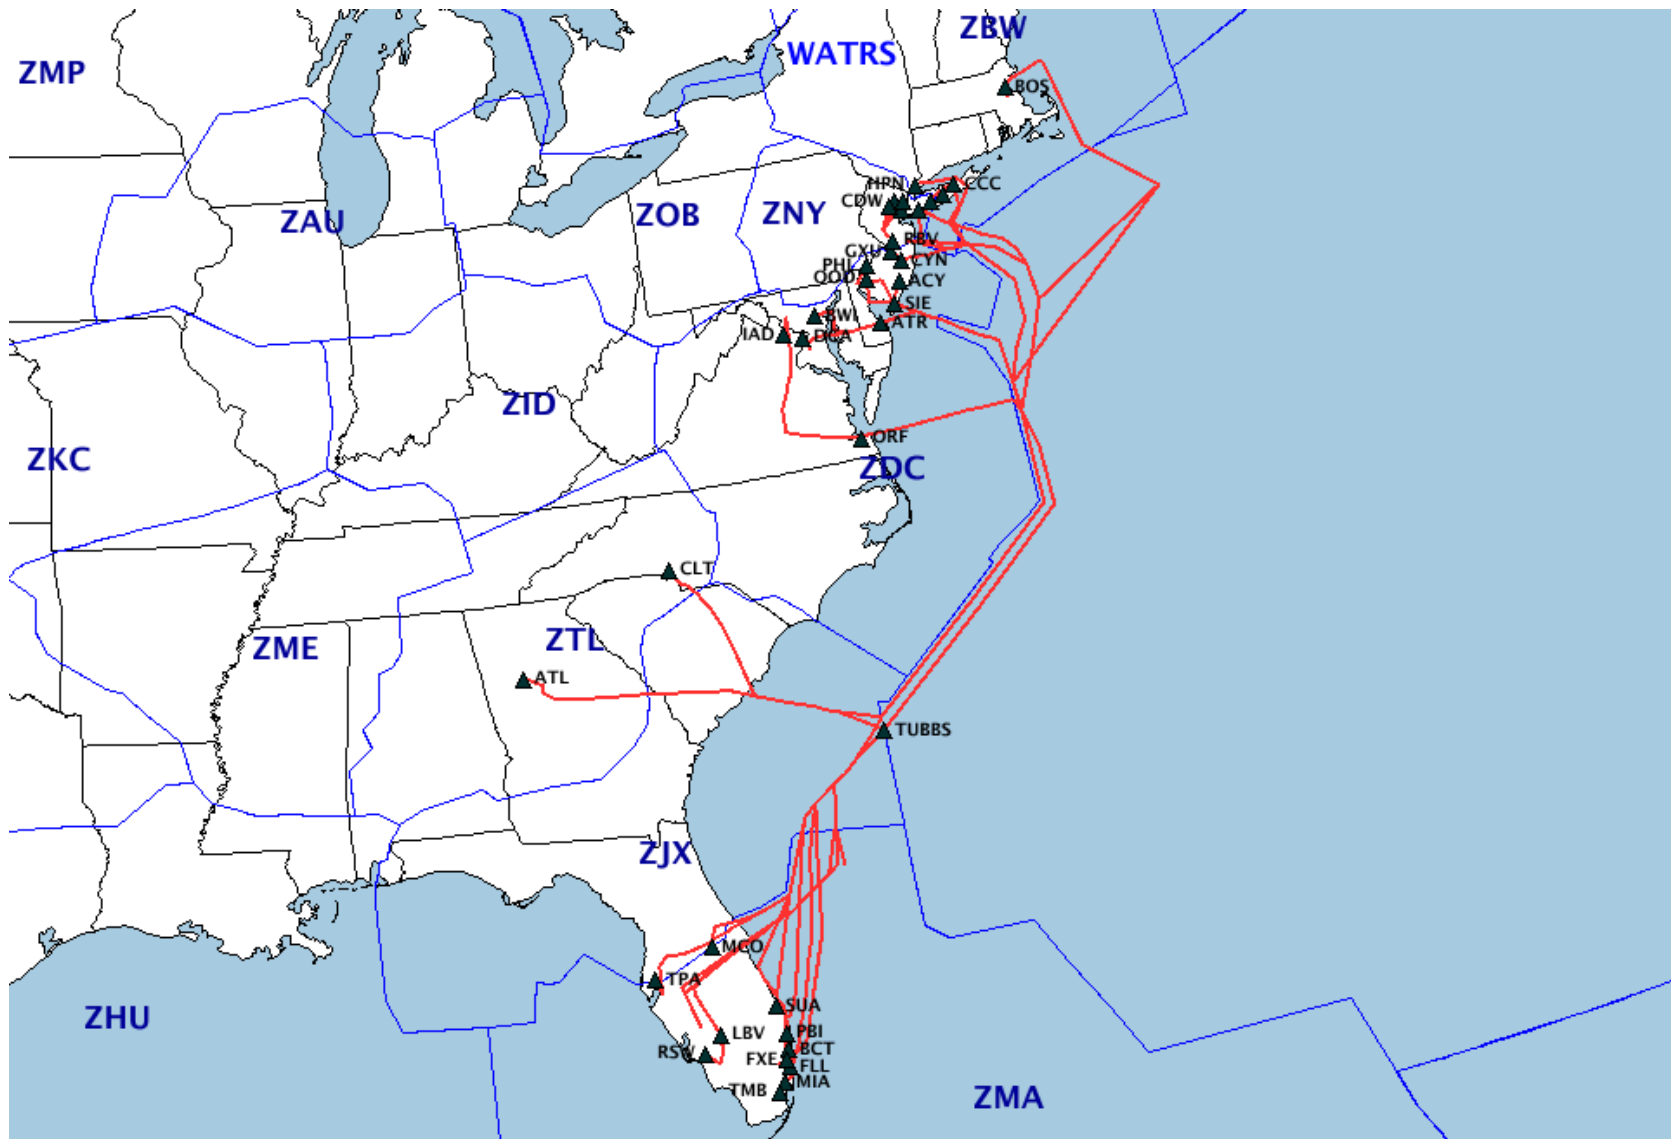 ZBW
WATRS
ZMP
BOS
HPN
CCC
CDW
ZAU
ZOB
ZNY
RBV
GXU
CYN
PHL
OOD
ACY
SIE
BWI
ATR
IAD
DCA
ZID
ORF
ZKC
ZDC
CLT
ZTL
ZME
ATL
TUBBS
ZJX
MCO
TPA
SUA
ZHU
LBV
PBI
RSW
BCT
FXE
FLL
MIA
TMB
ZMA